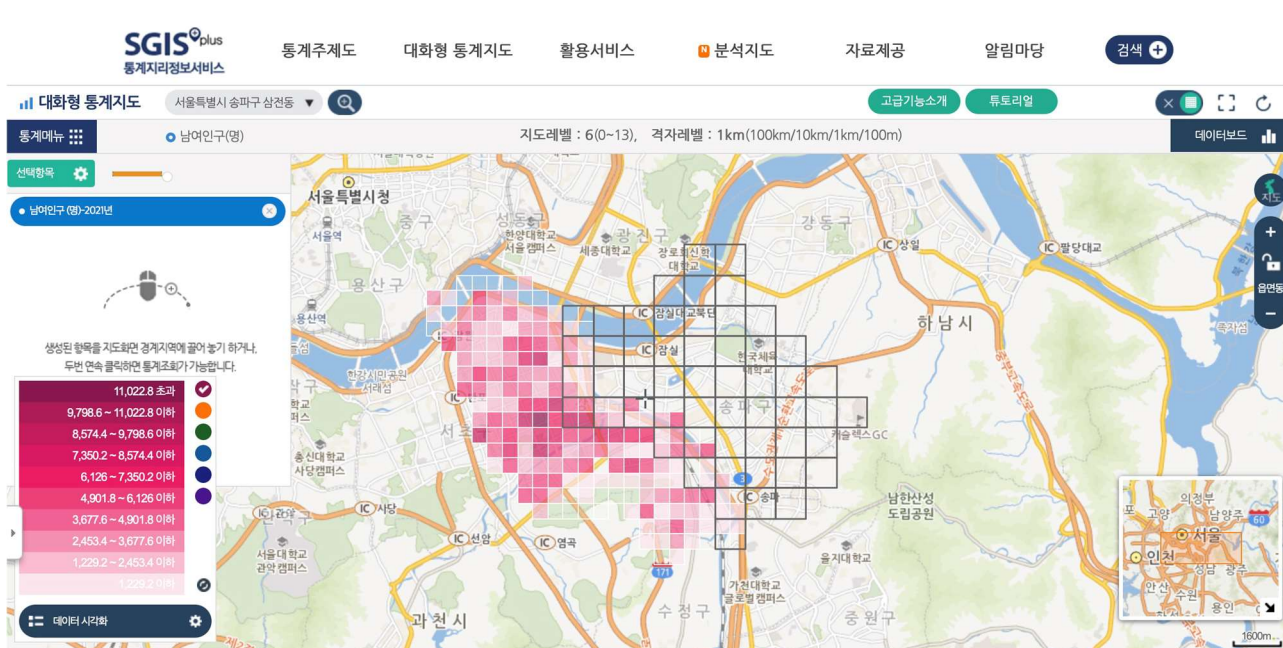 SGIS plus
통계지리정보서비스
통계주제도
대화형 통계지도
활용서비스
N 분석지도
자료제공
알림마당
검색
대화형 통계지도
서울특별시 송파구 삼전동
고급기능소개
튜토리얼
통계메뉴
남여인구(명)
지도레벨 : 6(0~13), 격자레벨 : 1km(100km/10km/1km/100m)
데이터보드
선택항목
남여인구 (명)-2021년
생성된 항목을 지도화면 경계지역에 끌어 놓기 하거나,
두번 연속 클릭하면 통계조회가 가능합니다.
11,022.8 초과
9,798.6 ~ 11,022.8 이하
8,574.4 ~ 9,798.6 이하
7,350.2 ~ 8,574.4 이하
6,126 ~ 7,350.2 이하
4,901.8 ~ 6,126 이하
3,677.6 ~ 4,901.8 이하
2,453.4 ~ 3,677.6 이하
1,229.2 ~ 2,453.4 이하
1,229.2 이하
데이터 시각화
서울특별시청
서울역
중구
성동구
한양대학교
서울 캠퍼스
세종대학교
광진구
장로회신학
대학교
강동구
IC 상일
IC 팔당대교
지도
읍면동
용산구
용산역
IC 잠실대교북단
IC 잠실
한국체육
대학교
하남시
한강시민공원
서래섬
송파구
캐슬렉스GC
서초
총신대학교
사당캠퍼스
3
IC 송파
남한산성
도립공원
IC 관악
IC 사당
서울대학교
관악캠퍼스
IC 선암
IC 염곡
171
을지대학교
가천대학교
글로벌캠퍼스
과천시
수정구
중원구
의정부
고양
남양주
60
서울
인천
성남
광주
안산
수원
용인
1600m